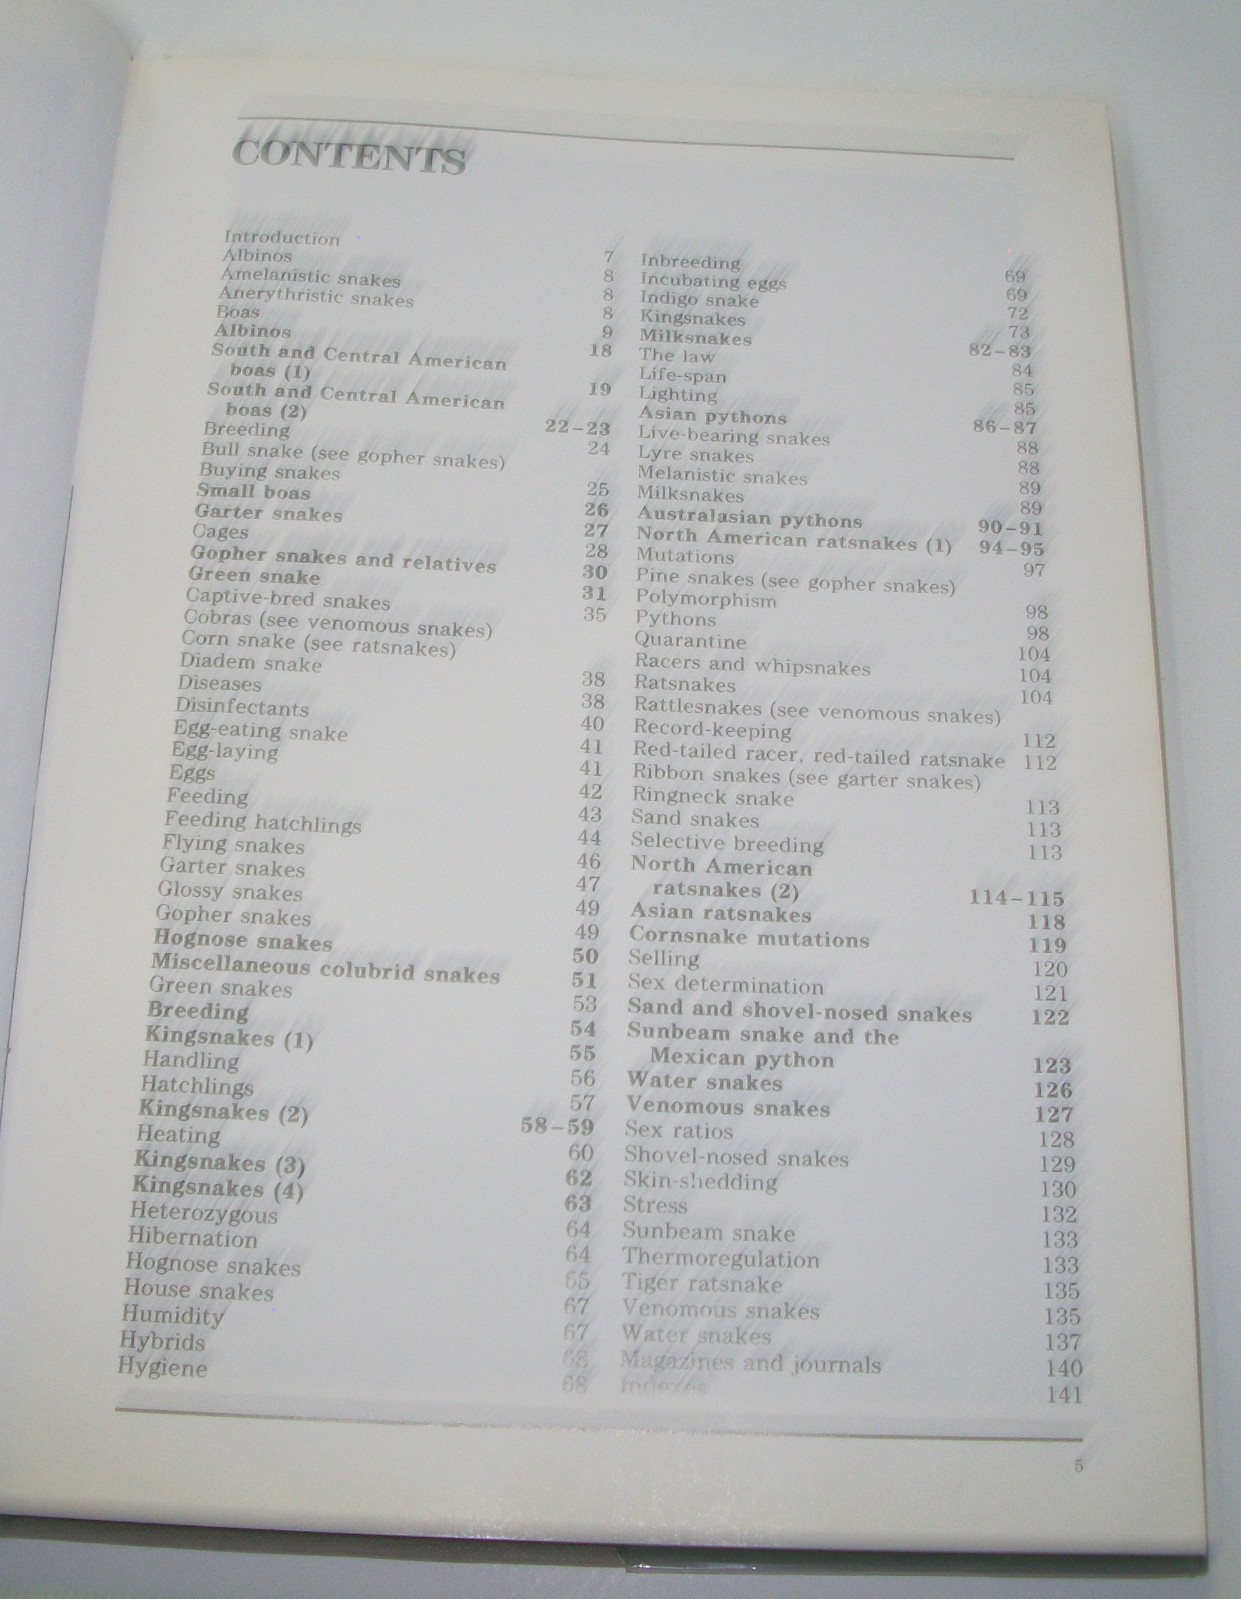 CONTENTS
Introduction 7
Albinos 8
Amelanistic snakes 8
Anerythristic snakes 8
Boas 9
Albinos 18
South and Central American
boas (1) 19
South and Central American
boas (2) 22–23
Breeding 24
Bull snake (see gopher snakes)
Buying snakes 25
Small boas 26
Garter snakes 27
Cages 28
Gopher snakes and relatives 30
Green snake 31
Captive-bred snakes 35
Cobras (see venomous snakes)
Corn snake (see ratsnakes)
Diadem snake 38
Diseases 38
Disinfectants 40
Egg-eating snake 41
Egg-laying 41
Eggs 42
Feeding 43
Feeding hatchlings 44
Flying snakes 46
Garter snakes 47
Glossy snakes 49
Gopher snakes 49
Hognose snakes 50
Miscellaneous colubrid snakes 51
Green snakes 53
Breeding 54
Kingsnakes (1) 55
Handling 56
Hatchlings 57
Kingsnakes (2) 58–59
Heating 60
Kingsnakes (3) 62
Kingsnakes (4) 63
Heterozygous 64
Hibernation 64
Hognose snakes 65
House snakes 67
Humidity 67
Hybrids 68
Hygiene 68
Inbreeding 69
Incubating eggs 69
Indigo snake 72
Kingsnakes 73
Milksnakes 82–83
The law 84
Life-span 85
Lighting 85
Asian pythons 86–87
Live-bearing snakes 88
Lyre snakes 88
Melanistic snakes 89
Milksnakes 89
Australasian pythons 90–91
North American ratsnakes (1) 94–95
Mutations 97
Pine snakes (see gopher snakes)
Polymorphism 98
Pythons 98
Quarantine 104
Racers and whipsnakes 104
Ratsnakes 104
Rattlesnakes (see venomous snakes)
Record-keeping 112
Red-tailed racer, red-tailed ratsnake 112
Ribbon snakes (see garter snakes)
Ringneck snake 113
Sand snakes 113
Selective breeding 113
North American
ratsnakes (2) 114–115
Asian ratsnakes 118
Cornsnake mutations 119
Selling 120
Sex determination 121
Sand and shovel-nosed snakes 122
Sunbeam snake and the
Mexican python 123
Water snakes 126
Venomous snakes 127
Sex ratios 128
Shovel-nosed snakes 129
Skin-shedding 130
Stress 132
Sunbeam snake 133
Thermoregulation 133
Tiger ratsnake 135
Venomous snakes 135
Water snakes 137
Magazines and journals 140
Indexes 141
5